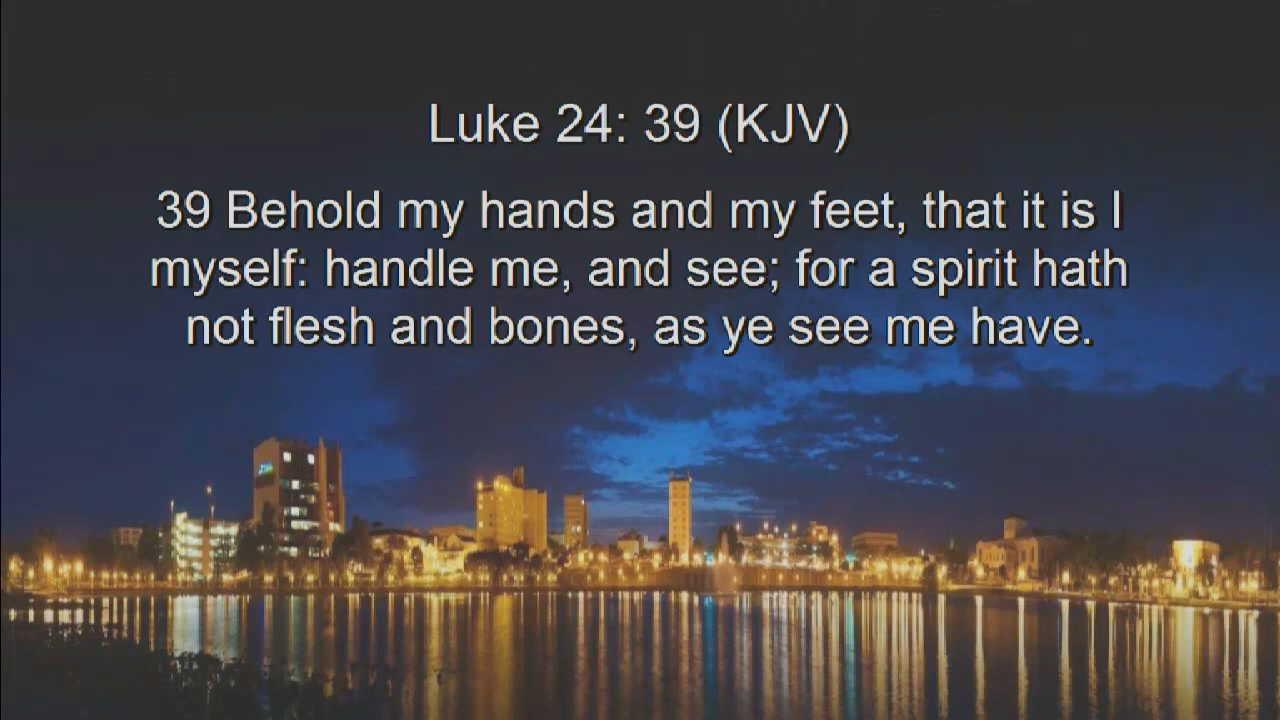 Luke 24: 39 (KJV)
39 Behold my hands and my feet, that it is I
myself: handle me, and see; for a spirit hath
not flesh and bones, as ye see me have.